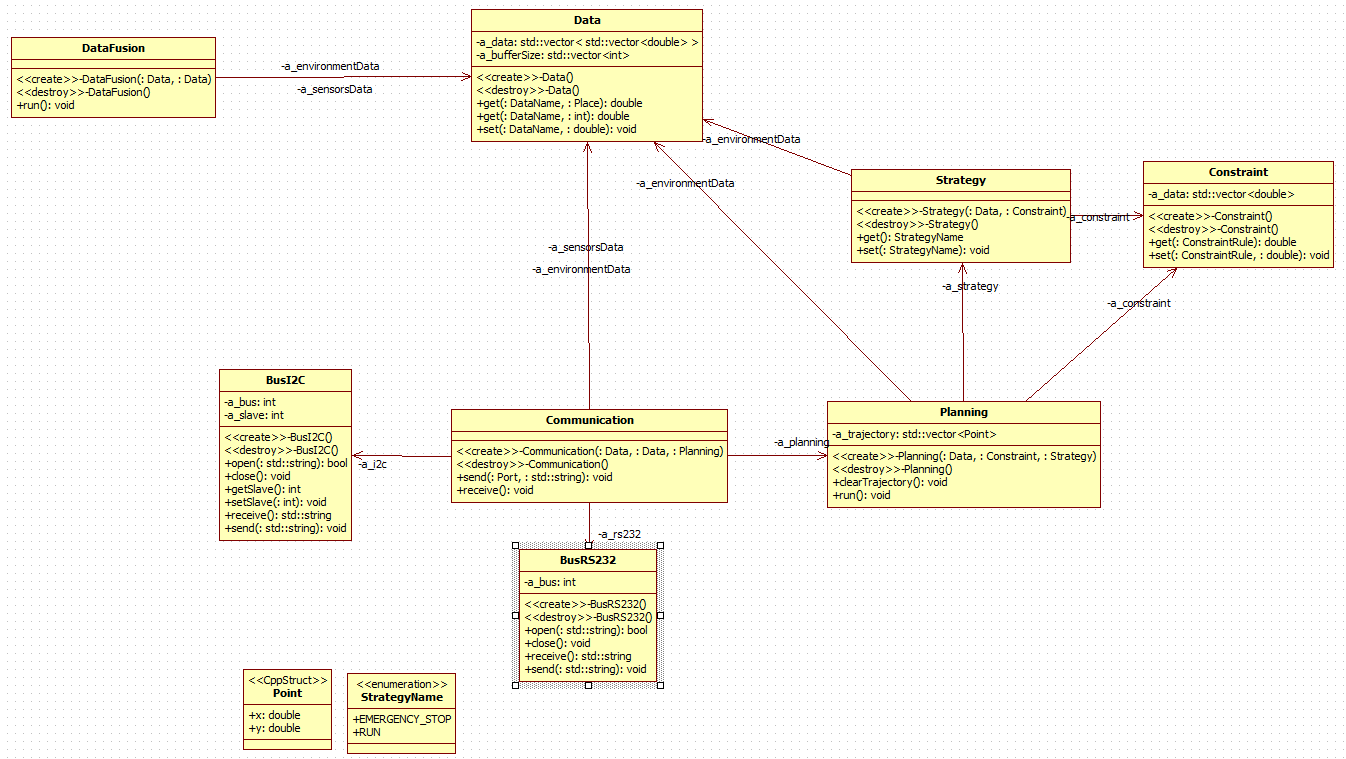 DataFusion
<<create>>-DataFusion(: Data, : Data)
<<destroy>>-DataFusion()
+run(): void
-a_environmentData
-a_sensorsData
Data
-a_data: std::vector< std::vector<double> >
-a_bufferSize: std::vector<int>
<<create>>-Data()
<<destroy>>-Data()
+get(: DataName, : Place): double
+get(: DataName, : int): double
+set(: DataName, : double): void
-a_environmentData
-a_environmentData
Strategy
<<create>>-Strategy(: Data, : Constraint)
<<destroy>>-Strategy()
+get(): StrategyName
+set(: StrategyName): void
-a_constraint
Constraint
-a_data: std::vector<double>
<<create>>-Constraint()
<<destroy>>-Constraint()
+get(: ConstraintRule): double
+set(: ConstraintRule, : double): void
-a_sensorsData
-a_environmentData
-a_strategy
-a_constraint
BusI2C
-a_bus: int
-a_slave: int
<<create>>-BusI2C()
<<destroy>>-BusI2C()
+open(: std::string): bool
+close(): void
+getSlave(): int
+setSlave(: int): void
+receive(): std::string
+send(: std::string): void
-a_i2c
Communication
<<create>>-Communication(: Data, : Data, : Planning)
<<destroy>>-Communication()
+send(: Port, : std::string): void
+receive(): void
-a_planning
Planning
-a_trajectory: std::vector<Point>
<<create>>-Planning(: Data, : Constraint, : Strategy)
<<destroy>>-Planning()
+clearTrajectory(): void
+run(): void
-a_rs232
BusRS232
-a_bus: int
<<create>>-BusRS232()
<<destroy>>-BusRS232()
+open(: std::string): bool
+close(): void
+receive(): std::string
+send(: std::string): void
<<CppStruct>>
Point
+x: double
+y: double
<<enumeration>>
StrategyName
+EMERGENCY_STOP
+RUN